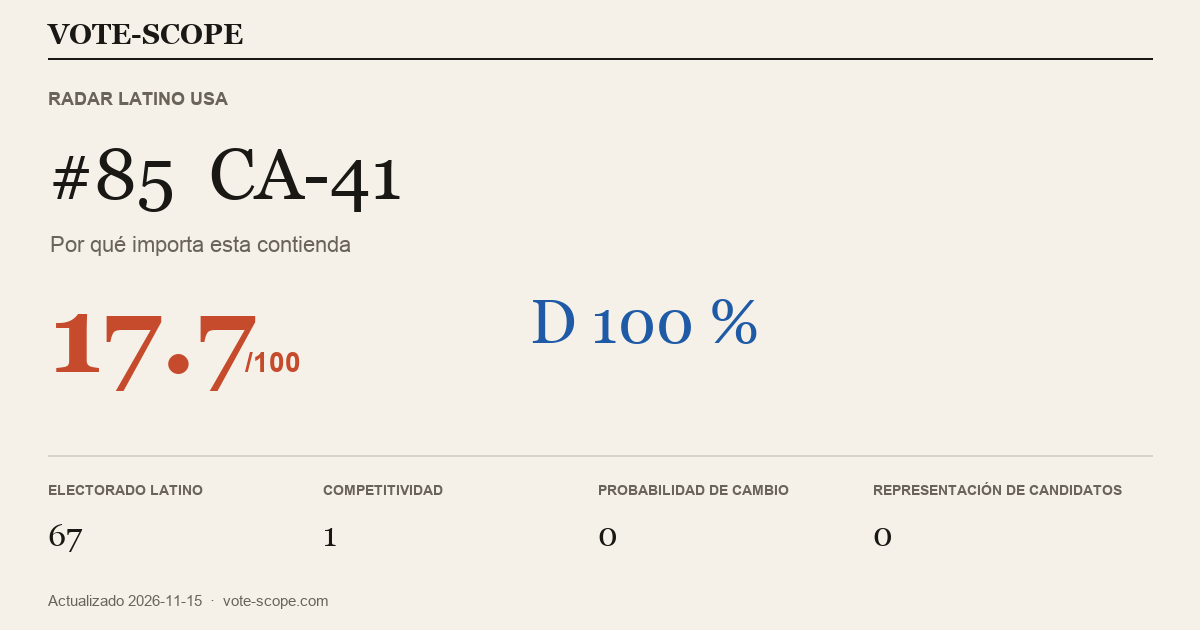 VOTE-SCOPE
RADAR LATINO USA
#85 CA-41
Por qué importa esta contienda
17.7/100
D 100 %
ELECTORADO LATINO
67
COMPETITIVIDAD
1
PROBABILIDAD DE CAMBIO
0
REPRESENTACIÓN DE CANDIDATOS
0
Actualizado 2026-11-15 · vote-scope.com